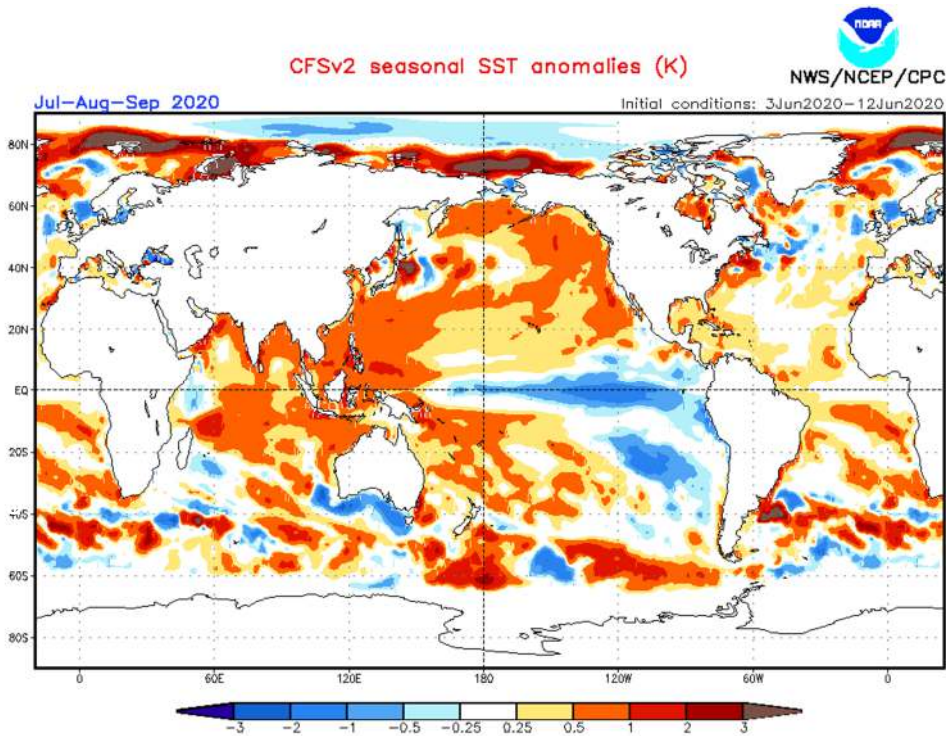 NOAA
CFSv2 seasonal SST anomalies (K)
NWS/NCEP/CPC
Jul-Aug-Sep 2020
Initial conditions: 3Jun2020-12Jun2020
80N
60N
40N
20N
EQ
20S
40S
60S
80S
0 60E 120E 180 120W 60W 0
-3 -2 -1 -0.5 -0.25 0.25 0.5 1 2 3